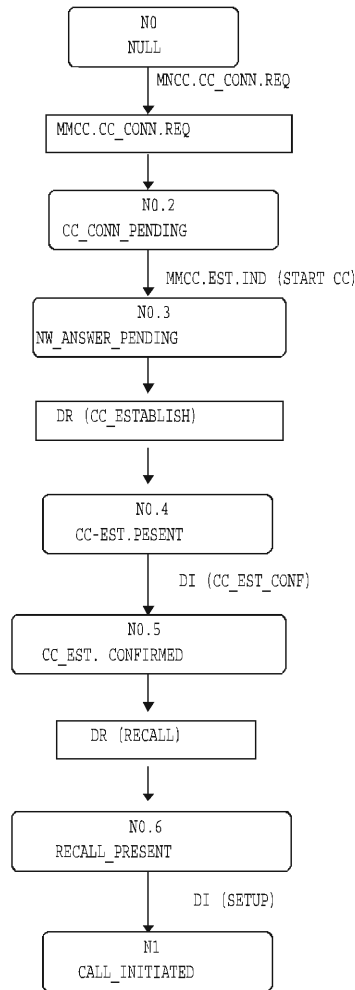 N0
NULL
MNCC.CC_CONN.REQ
MMCC.CC_CONN.REQ
N0.2
CC_CONN_PENDING
MMCC.EST.IND (START CC)
N0.3
NW_ANSWER_PENDING
DR (CC_ESTABLISH)
N0.4
CC-EST.PESENT
DI (CC_EST_CONF)
N0.5
CC_EST. CONFIRMED
DR (RECALL)
N0.6
RECALL_PRESENT
DI (SETUP)
N1
CALL_INITIATED